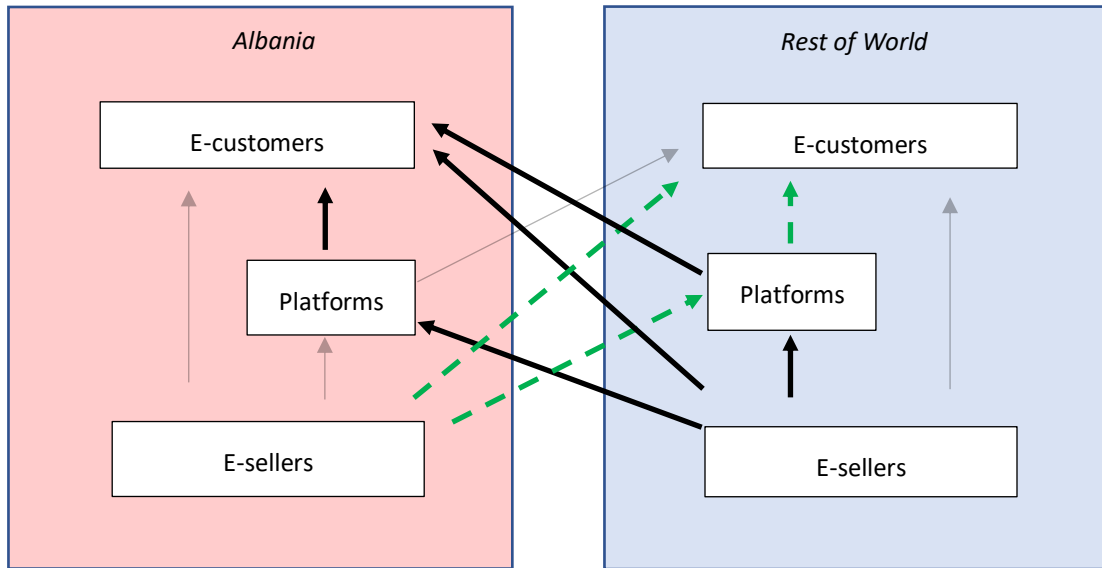 Albania
E-customers
Platforms
E-sellers
Rest of World
E-customers
Platforms
E-sellers